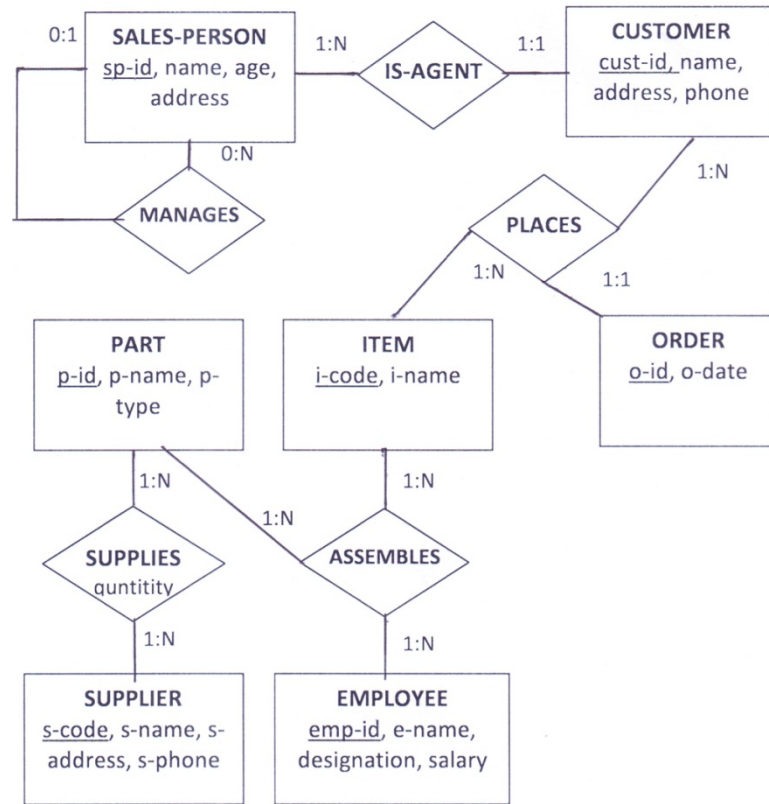 0:1
SALES-PERSON
sp-id, name, age,
address
1:N
IS-AGENT
1:1
CUSTOMER
cust-id, name,
address, phone
0:N
MANAGES
1:N
PLACES
1:N
1:1
PART
p-id, p-name, p-
type
ITEM
i-code, i-name
ORDER
o-id, o-date
1:N
1:N
1:N
SUPPLIES
quntitity
ASSEMBLES
1:N
1:N
SUPPLIER
s-code, s-name, s-
address, s-phone
EMPLOYEE
emp-id, e-name,
designation, salary